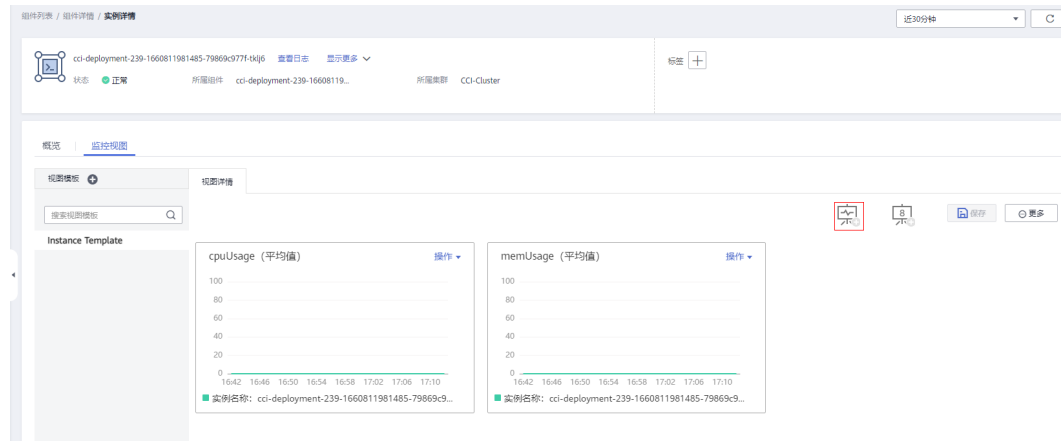 组件列表 / 组件详情 / 实例详情
近30分钟
cci-deployment-239-1660811981485-79869c977f-tklj6 查看日志 显示更多
标签
状态 正常 所属组件 cci-deployment-239-16608119... 所属集群 CCI-Cluster
概览 监控视图
视图模板 视图详情
搜索视图模板
8 保存 更多
Instance Template
cpuUsage（平均值） 操作
100
80
60
40
20
0
16:42 16:46 16:50 16:54 16:58 17:02 17:06 17:10
实例名称：cci-deployment-239-1660811981485-79869c9...
memUsage（平均值） 操作
100
80
60
40
20
0
16:42 16:46 16:50 16:54 16:58 17:02 17:06 17:10
实例名称：cci-deployment-239-1660811981485-79869c9...